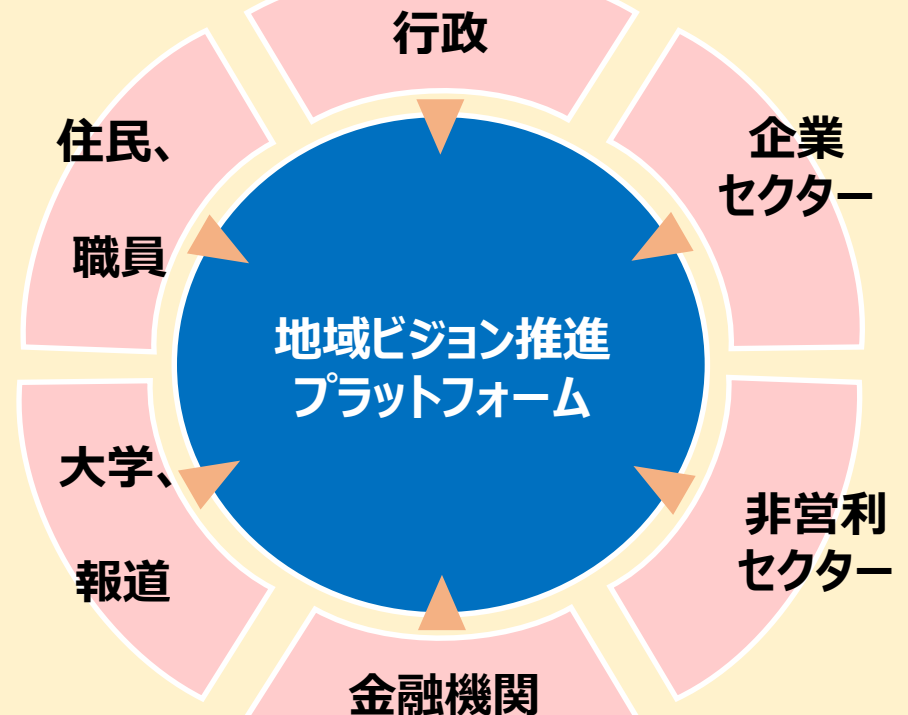 行政
企業
セクター
非営利
セクター
金融機関
大学、
報道
住民、
職員
地域ビジョン推進
プラットフォーム